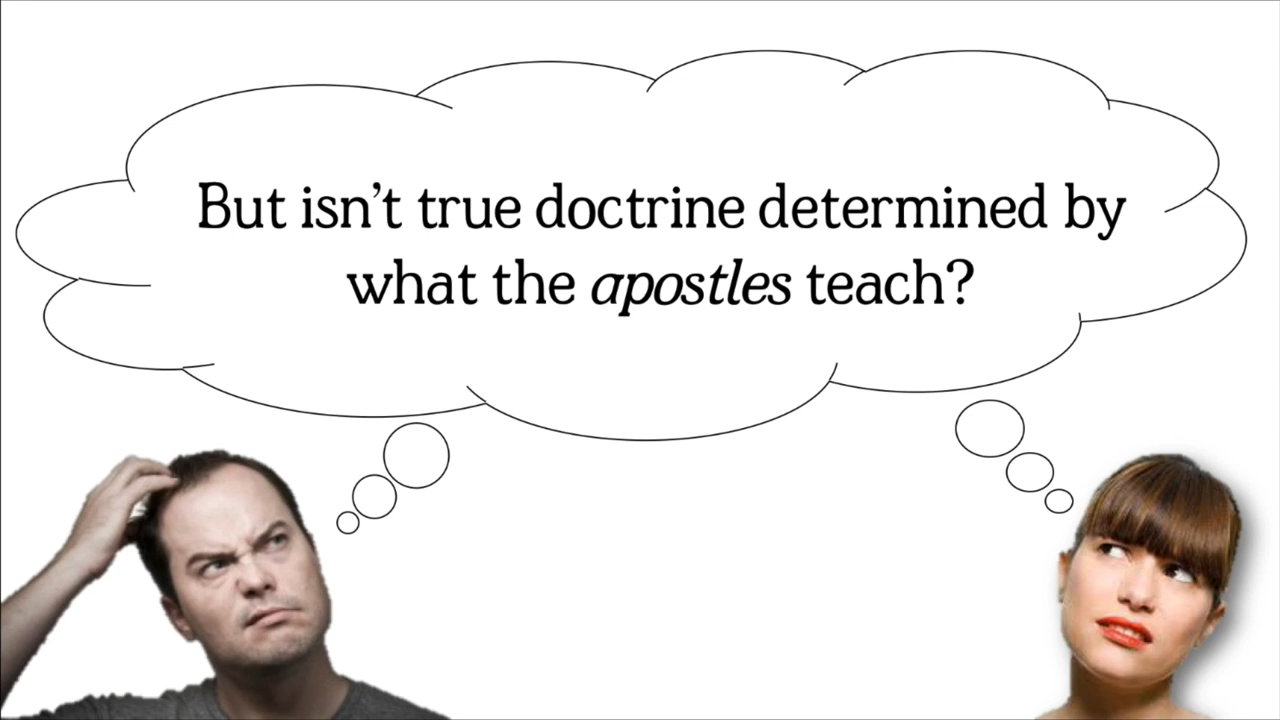 But isn’t true doctrine determined by
what the apostles teach?